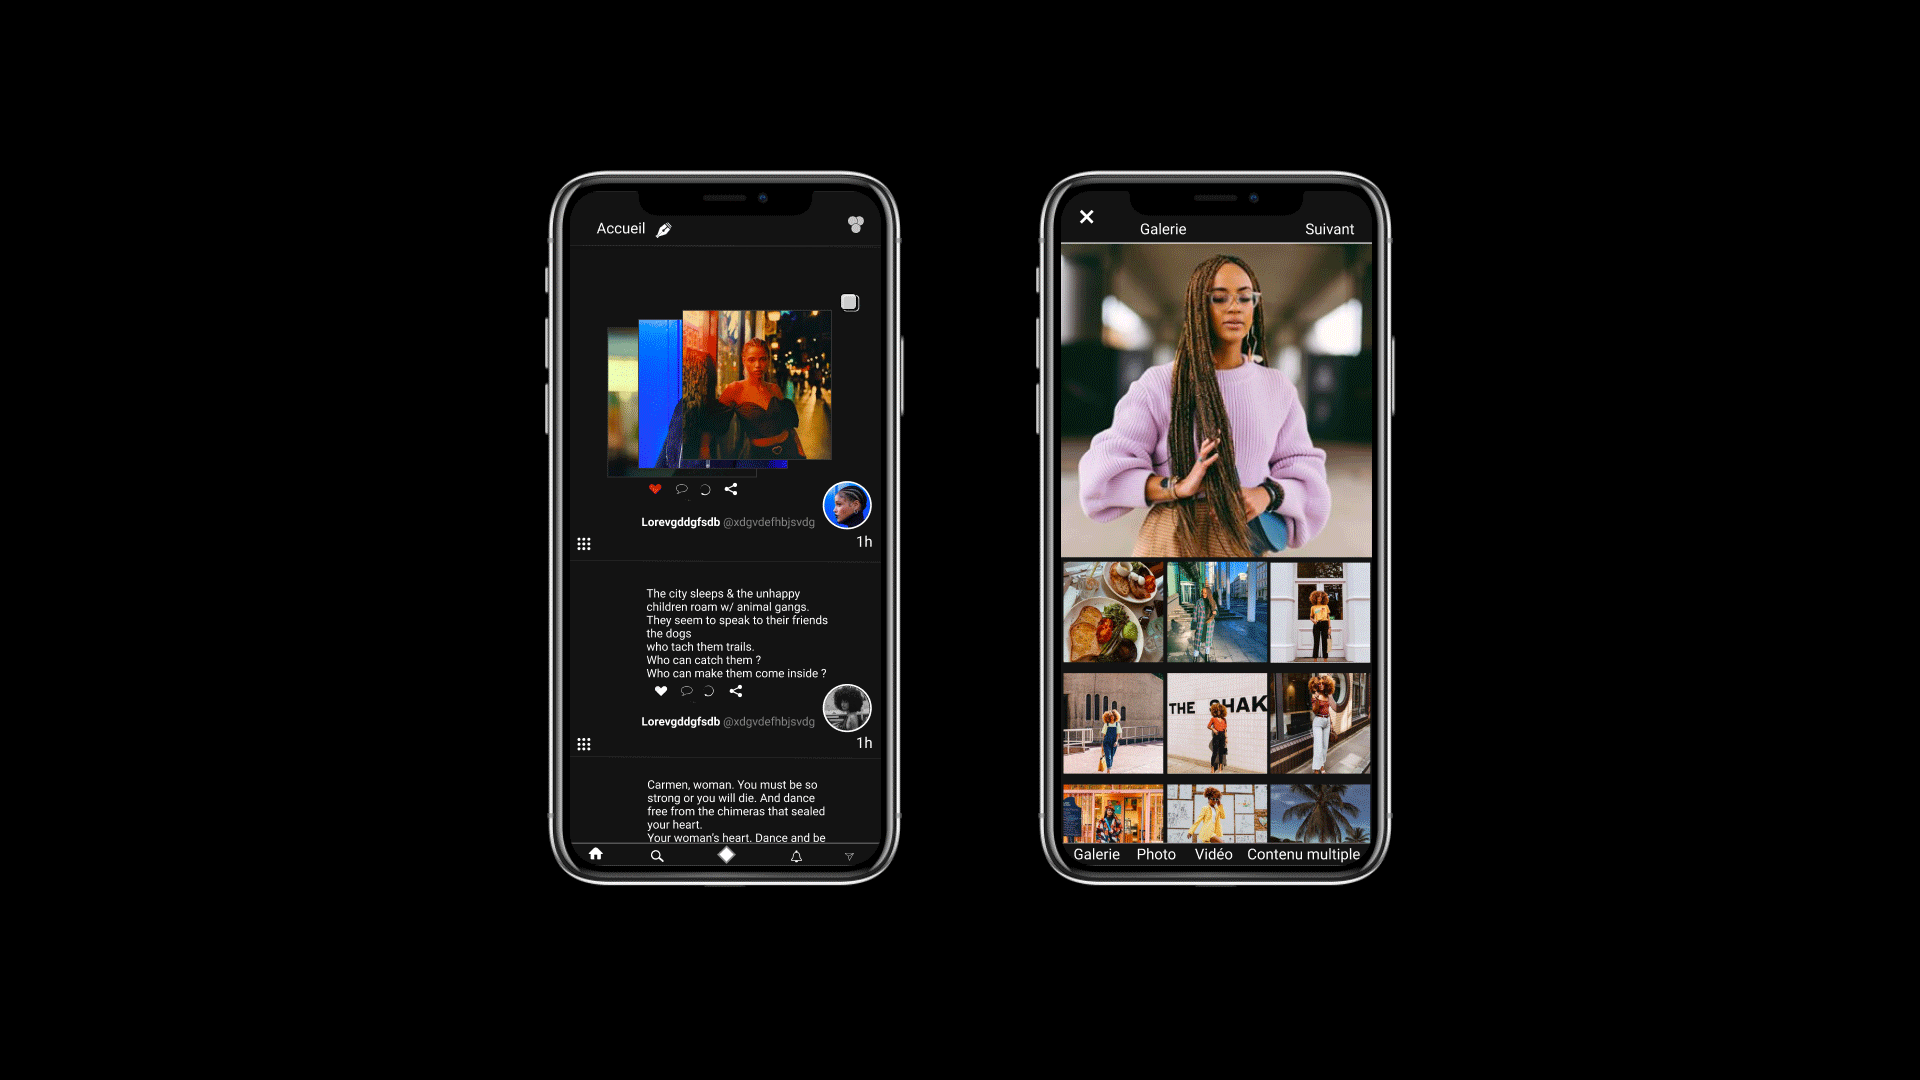 Accueil
Lorevgddgfsdb @xdgvdefhbjsvdg
1h
The city sleeps & the unhappy
children roam w/ animal gangs.
They seem to speak to their friends
the dogs
who tach them trails.
Who can catch them ?
Who can make them come inside ?
Lorevgddgfsdb @xdgvdefhbjsvdg
1h
Carmen, woman. You must be so
strong or you will die. And dance
free from the chimeras that sealed
your heart.
Your woman's heart. Dance and be
Galerie
Suivant
THE SHAK
Galerie Photo Vidéo Contenu multiple